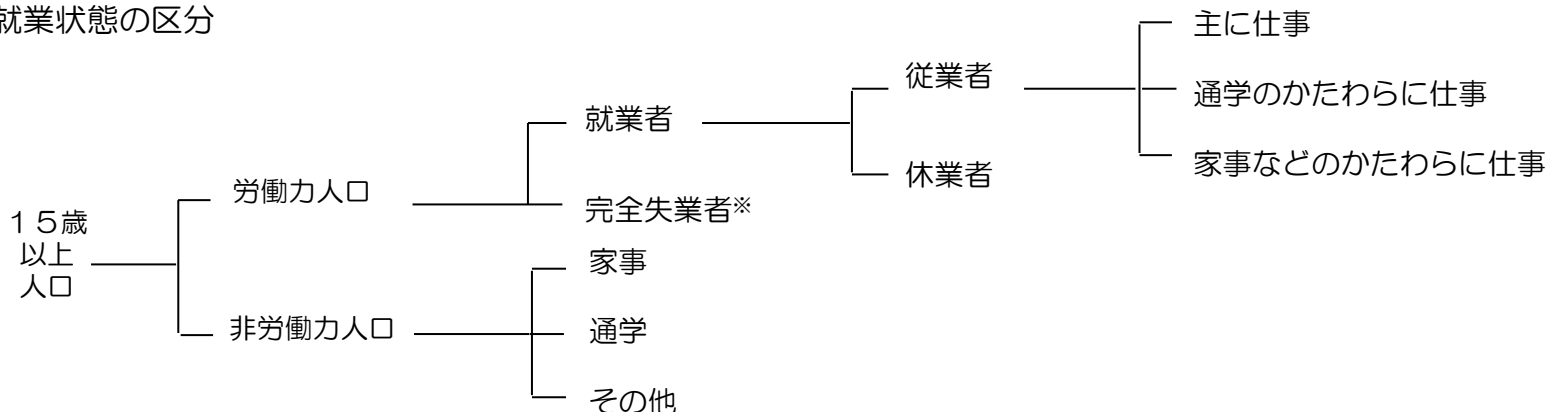 就業状態の区分
主に仕事
従業者
通学のかたわらに仕事
就業者
家事などのかたわらに仕事
休業者
労働力人口
完全失業者※
１５歳
以上
人口
家事
非労働力人口
通学
その他